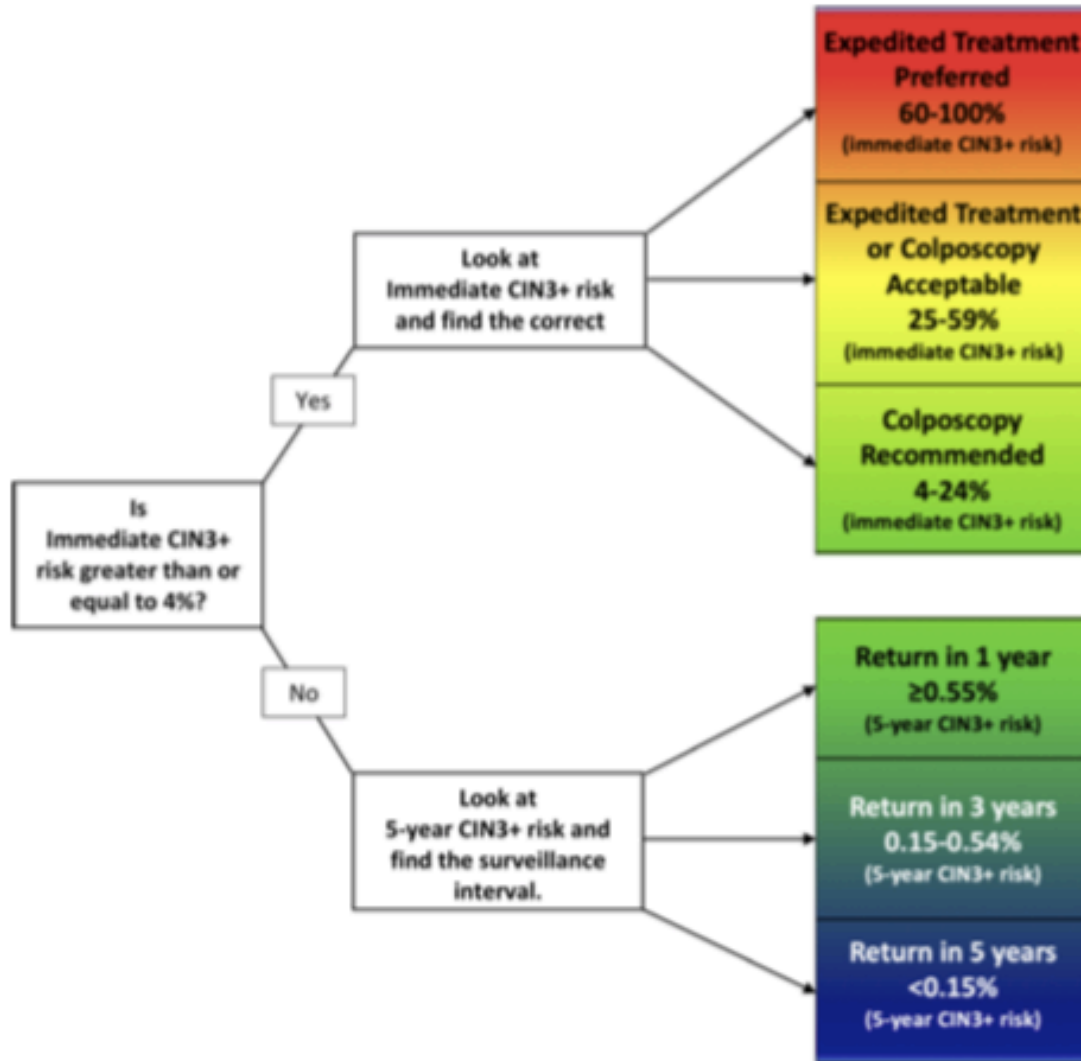 Is
Immediate CIN3+
risk greater than or
equal to 4%?
Yes
No
Look at
Immediate CIN3+ risk
and find the correct
Look at
5-year CIN3+ risk and
find the surveillance
interval.
Expedited Treatment
Preferred
60-100%
(immediate CIN3+ risk)
Expedited Treatment
or Colposcopy
Acceptable
25-59%
(immediate CIN3+ risk)
Colposcopy
Recommended
4-24%
(immediate CIN3+ risk)
Return in 1 year
≥0.55%
(5-year CIN3+ risk)
Return in 3 years
0.15-0.54%
(5-year CIN3+ risk)
Return in 5 years
<0.15%
(5-year CIN3+ risk)